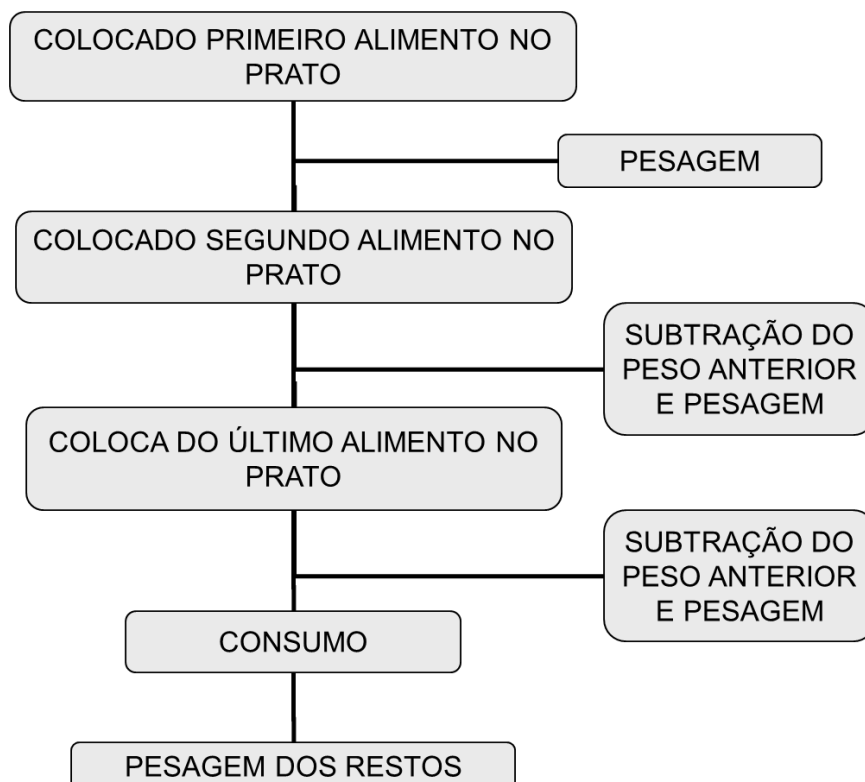 COLOCADO PRIMEIRO ALIMENTO NO
PRATO
PESAGEM
COLOCADO SEGUNDO ALIMENTO NO
PRATO
SUBTRAÇÃO DO
PESO ANTERIOR
E PESAGEM
COLOCA DO ÚLTIMO ALIMENTO NO
PRATO
SUBTRAÇÃO DO
PESO ANTERIOR
E PESAGEM
CONSUMO
PESAGEM DOS RESTOS